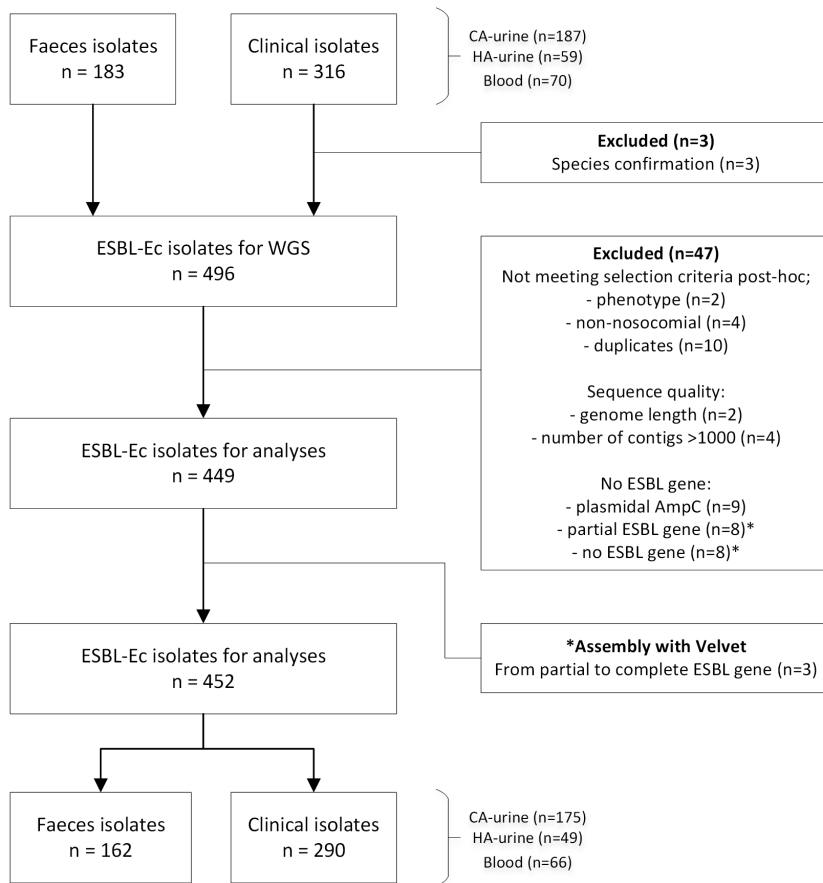 Faeces isolates
n = 183
Clinical isolates
n = 316
CA-urine (n=187)
HA-urine (n=59)
Blood (n=70)
Excluded (n=3)
Species confirmation (n=3)
ESBL-Ec isolates for WGS
n = 496
Excluded (n=47)
Not meeting selection criteria post-hoc;
- phenotype (n=2)
- non-nosocomial (n=4)
- duplicates (n=10)
Sequence quality:
- genome length (n=2)
- number of contigs >1000 (n=4)
No ESBL gene:
- plasmidal AmpC (n=9)
- partial ESBL gene (n=8)*
- no ESBL gene (n=8)*
ESBL-Ec isolates for analyses
n = 449
*Assembly with Velvet
From partial to complete ESBL gene (n=3)
ESBL-Ec isolates for analyses
n = 452
Faeces isolates
n = 162
Clinical isolates
n = 290
CA-urine (n=175)
HA-urine (n=49)
Blood (n=66)